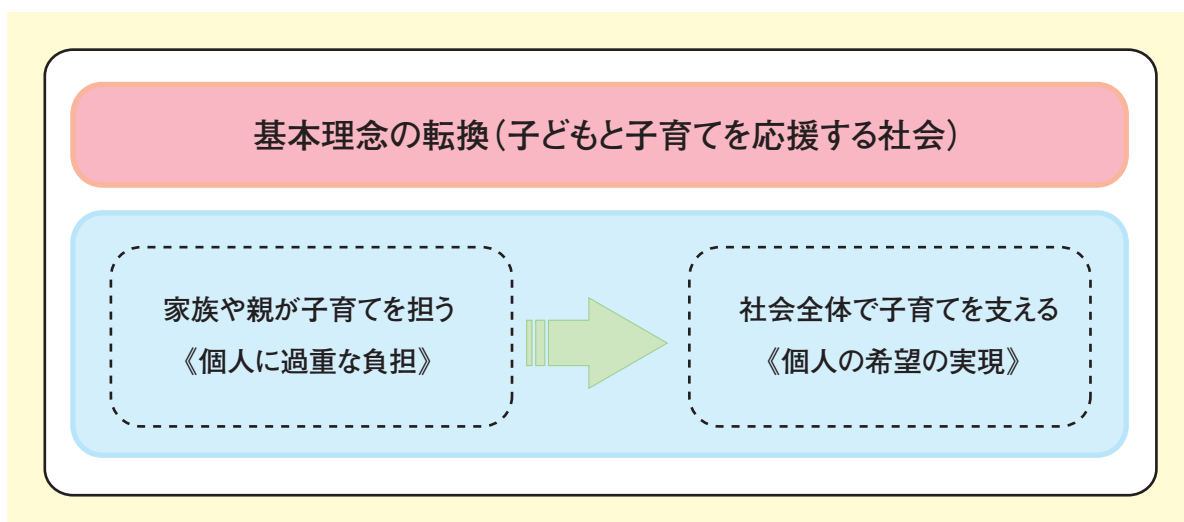 基本理念の転換（子どもと子育てを応援する社会）
家族や親が子育てを担う
《個人に過重な負担》
社会全体で子育てを支える
《個人の希望の実現》